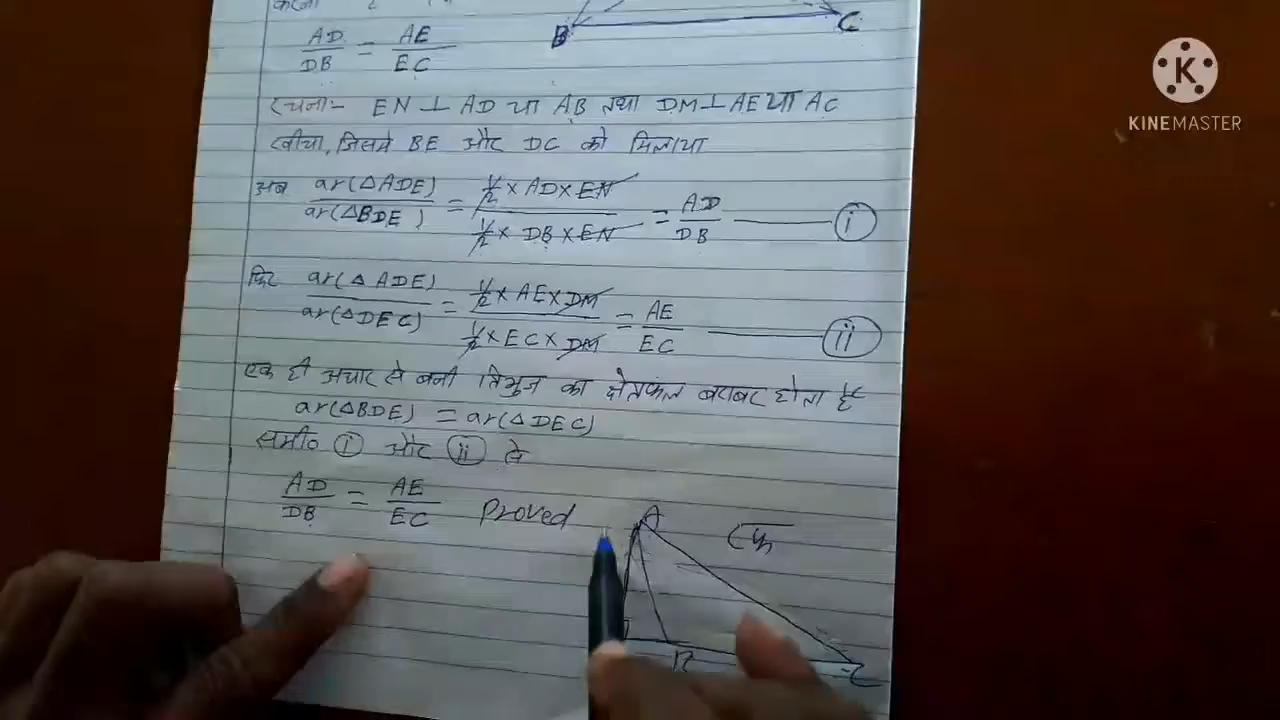 करना
B C
AD/DB = AE/EC
रचना:- EN ⊥ AD या AB तथा DM ⊥ AE या AC
खींचा, जिसमे BE और DC को मिलाया
अब ar(△ADE)/ar(△BDE) = ½ × AD × EN / ½ × DB × EN = AD/DB —— (i)
फिर ar(△ADE)/ar(△DEC) = ½ × AE × DM / ½ × EC × DM = AE/EC —— (ii)
एक ही अधार से बनी त्रिभुज का क्षेत्रफल बराबर होता है
ar(△BDE) = ar(△DEC)
समी० (i) और (ii) से
AD/DB = AE/EC Proved
A
C
KINEMASTER